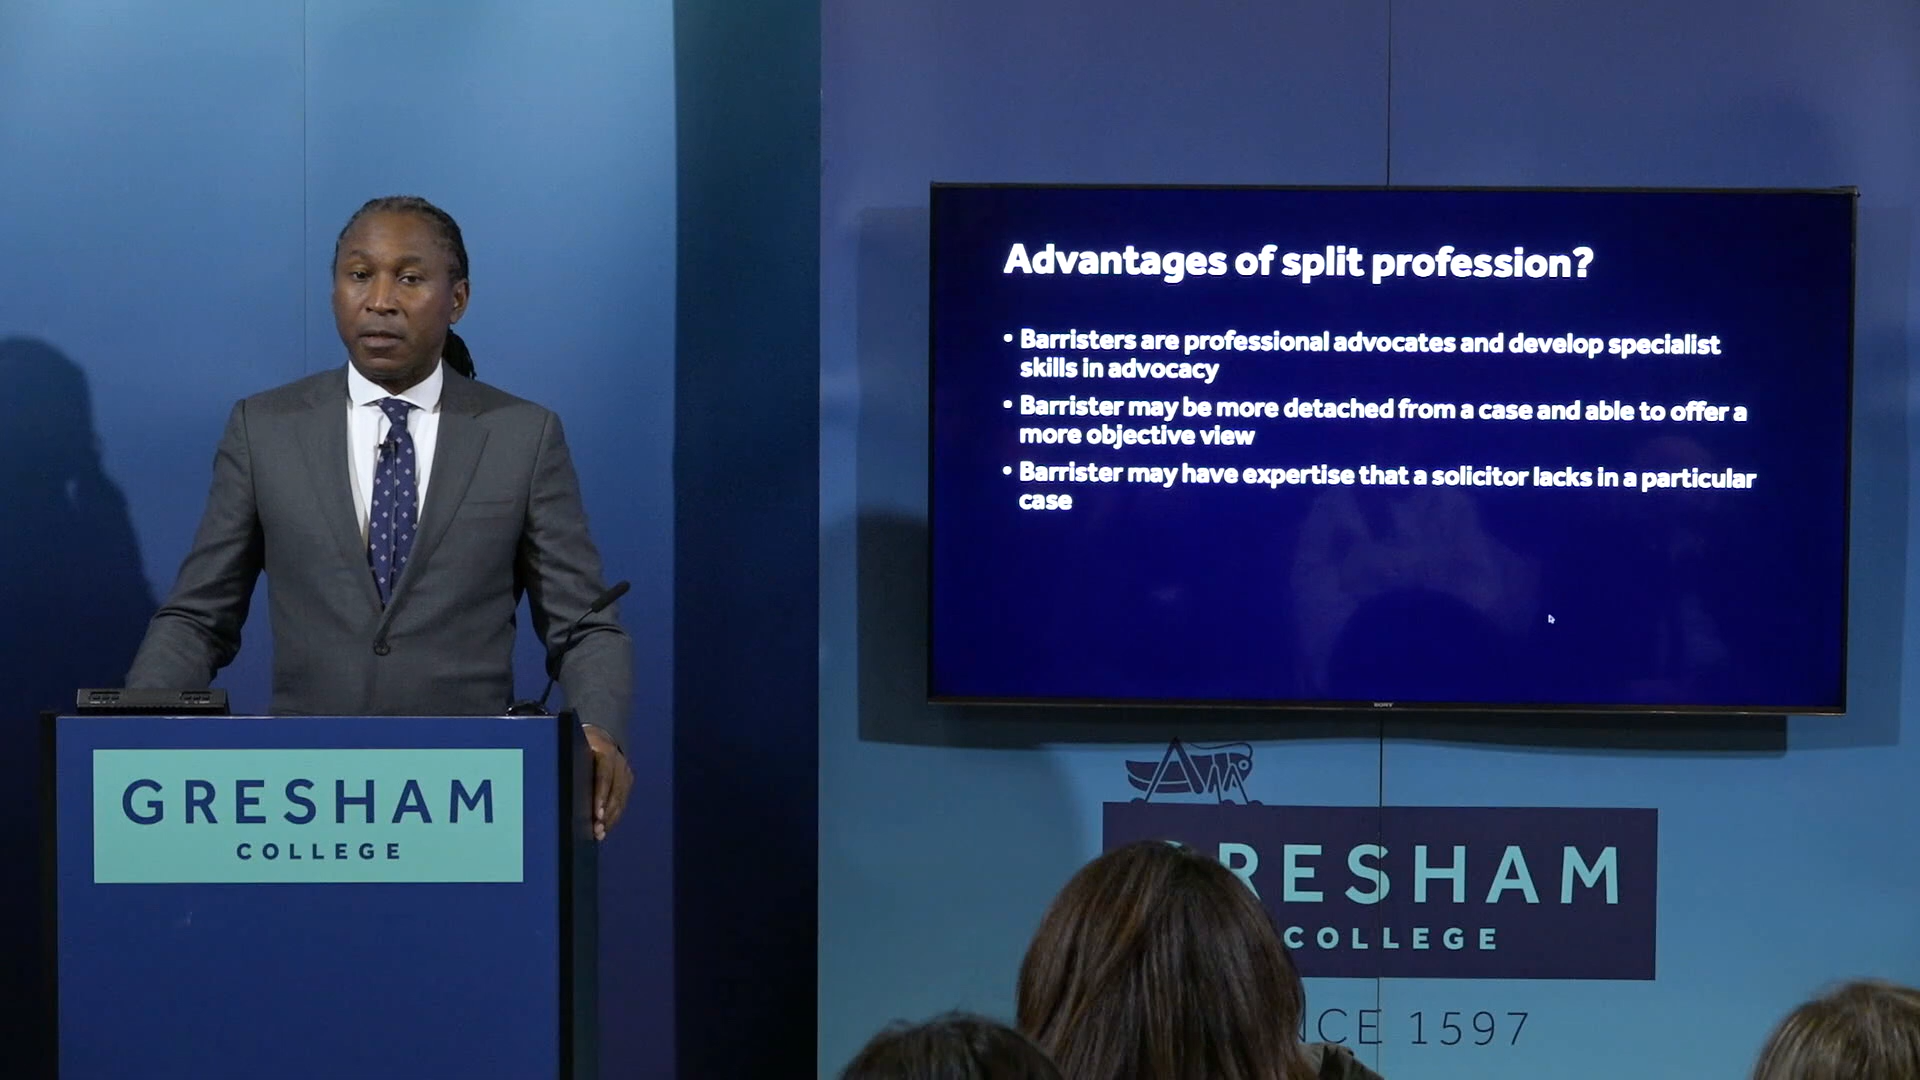 Advantages of split profession?
• Barristers are professional advocates and develop specialist
skills in advocacy
• Barrister may be more detached from a case and able to offer a
more objective view
• Barrister may have expertise that a solicitor lacks in a particular
case
SONY
GRESHAM
COLLEGE
RESHAM
COLLEGE
NCE 1597